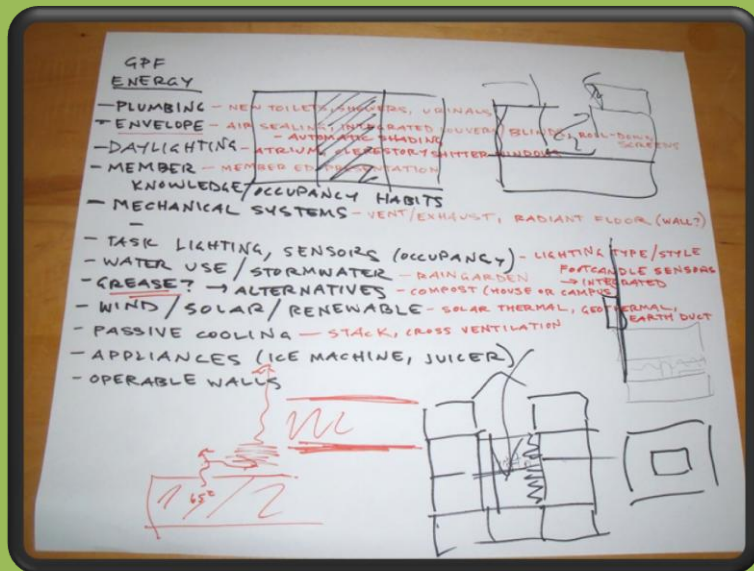 GPF
ENERGY
- PLUMBING - NEW TOILETS, SHOWERS, URINALS
- ENVELOPE - AIR SEALING, INTEGRATED LOUVERS/BLINDS, ROLL-DOWN SCREENS
- AUTOMATIC SHADING
- DAYLIGHTING - ATRIUM, CLERESTORY, WINDOW
- MEMBER - MEMBER ED. PRESENTATION
KNOWLEDGE/OCCUPANCY HABITS
- MECHANICAL SYSTEMS - VENT/EXHAUST, RADIANT FLOOR (WALL?)
-
- TASK LIGHTING, SENSORS (OCCUPANCY) - LIGHTING TYPE/STYLE
FOOTCANDLE SENSORS
→ INTEGRATED
- WATER USE/STORMWATER - RAINGARDEN
- GREASE? → ALTERNATIVES - COMPOST (HOUSE OR CAMPUS)
- WIND/SOLAR/RENEWABLE - SOLAR THERMAL, GEOTHERMAL, EARTH DUCT
- PASSIVE COOLING - STACK, CROSS VENTILATION
- APPLIANCES (ICE MACHINE, JUICER)
- OPERABLE WALLS
65°